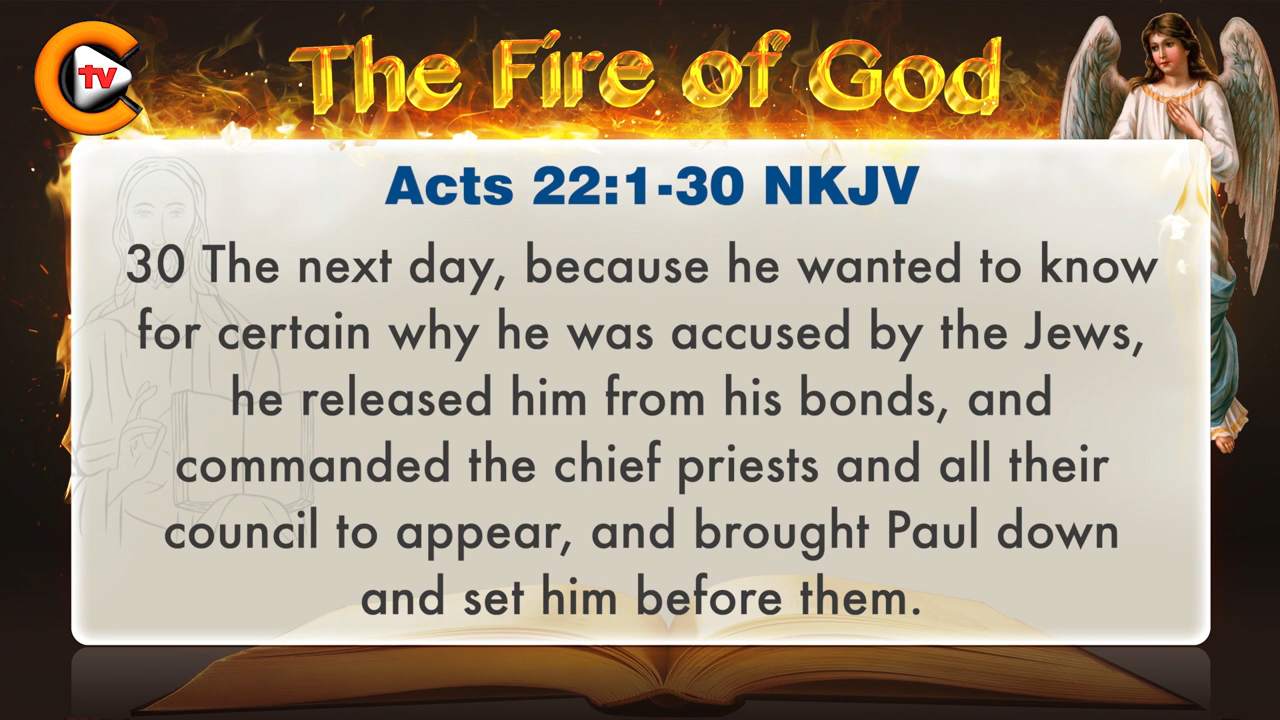 tv
The Fire of God
Acts 22:1-30 NKJV
30 The next day, because he wanted to know
for certain why he was accused by the Jews,
he released him from his bonds, and
commanded the chief priests and all their
council to appear, and brought Paul down
and set him before them.